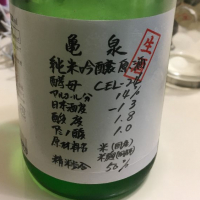 亀泉
生
純米吟醸原酒
酵母 CEL-24
アルコール分 14%
日本酒度 -13
酸度 1.8
アミノ酸 1.0
原材料名 米(国産)
米麹(国産米)
精米歩合 50%